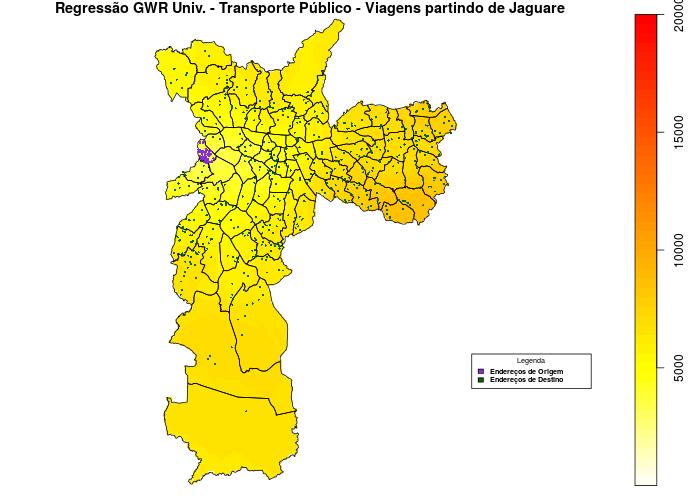 Regressão GWR Univ. - Transporte Público - Viagens partindo de Jaguare
20000
15000
10000
5000
Legenda
Endereços de Origem
Endereços de Destino